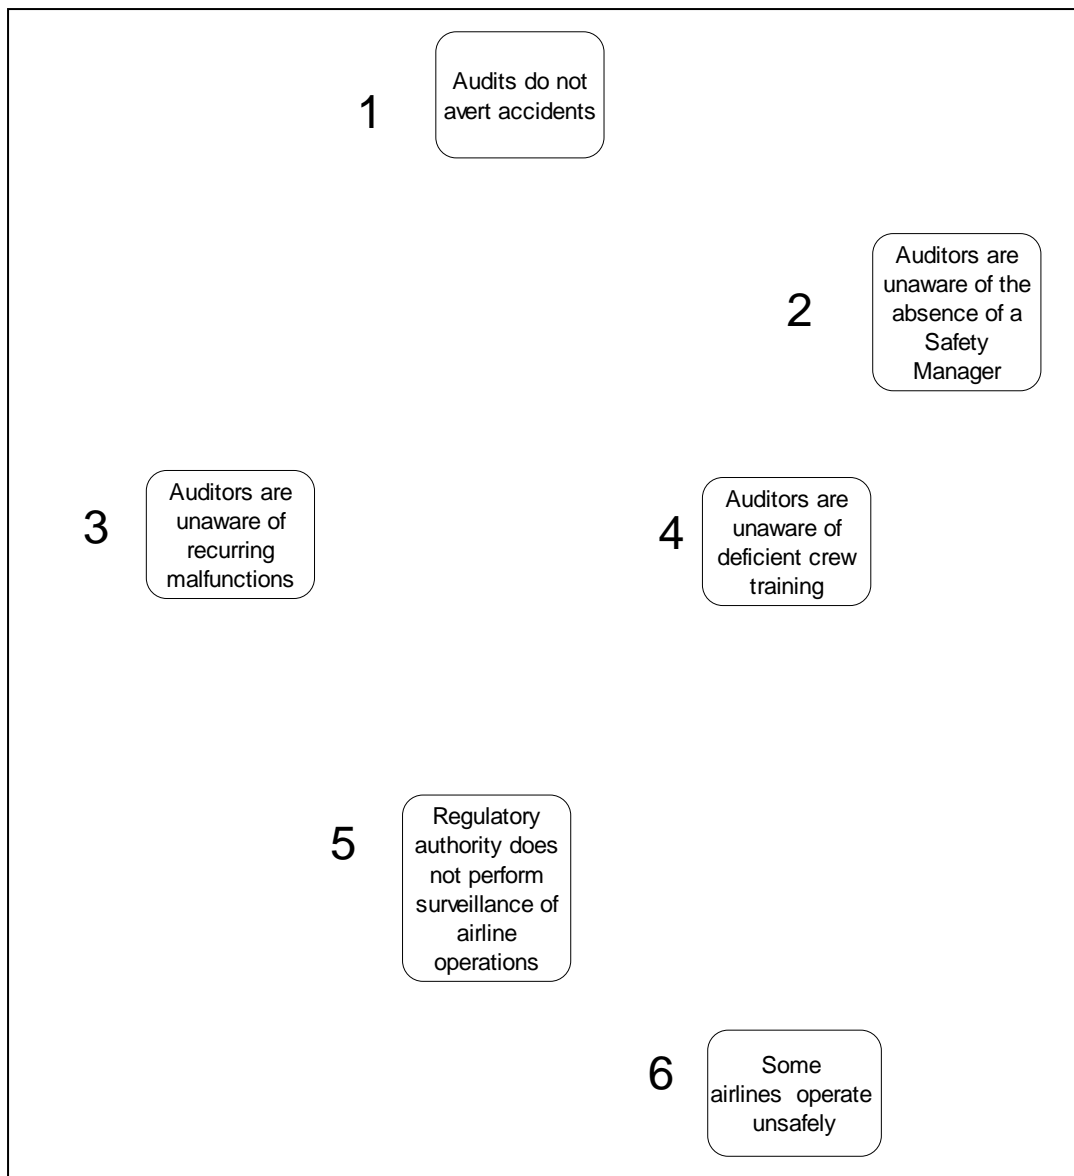 1
Audits do not
avert accidents
2
Auditors are
unaware of the
absence of a
Safety
Manager
3
Auditors are
unaware of
recurring
malfunctions
4
Auditors are
unaware of
deficient crew
training
5
Regulatory
authority does
not perform
surveillance of
airline
operations
6
Some
airlines operate
unsafely